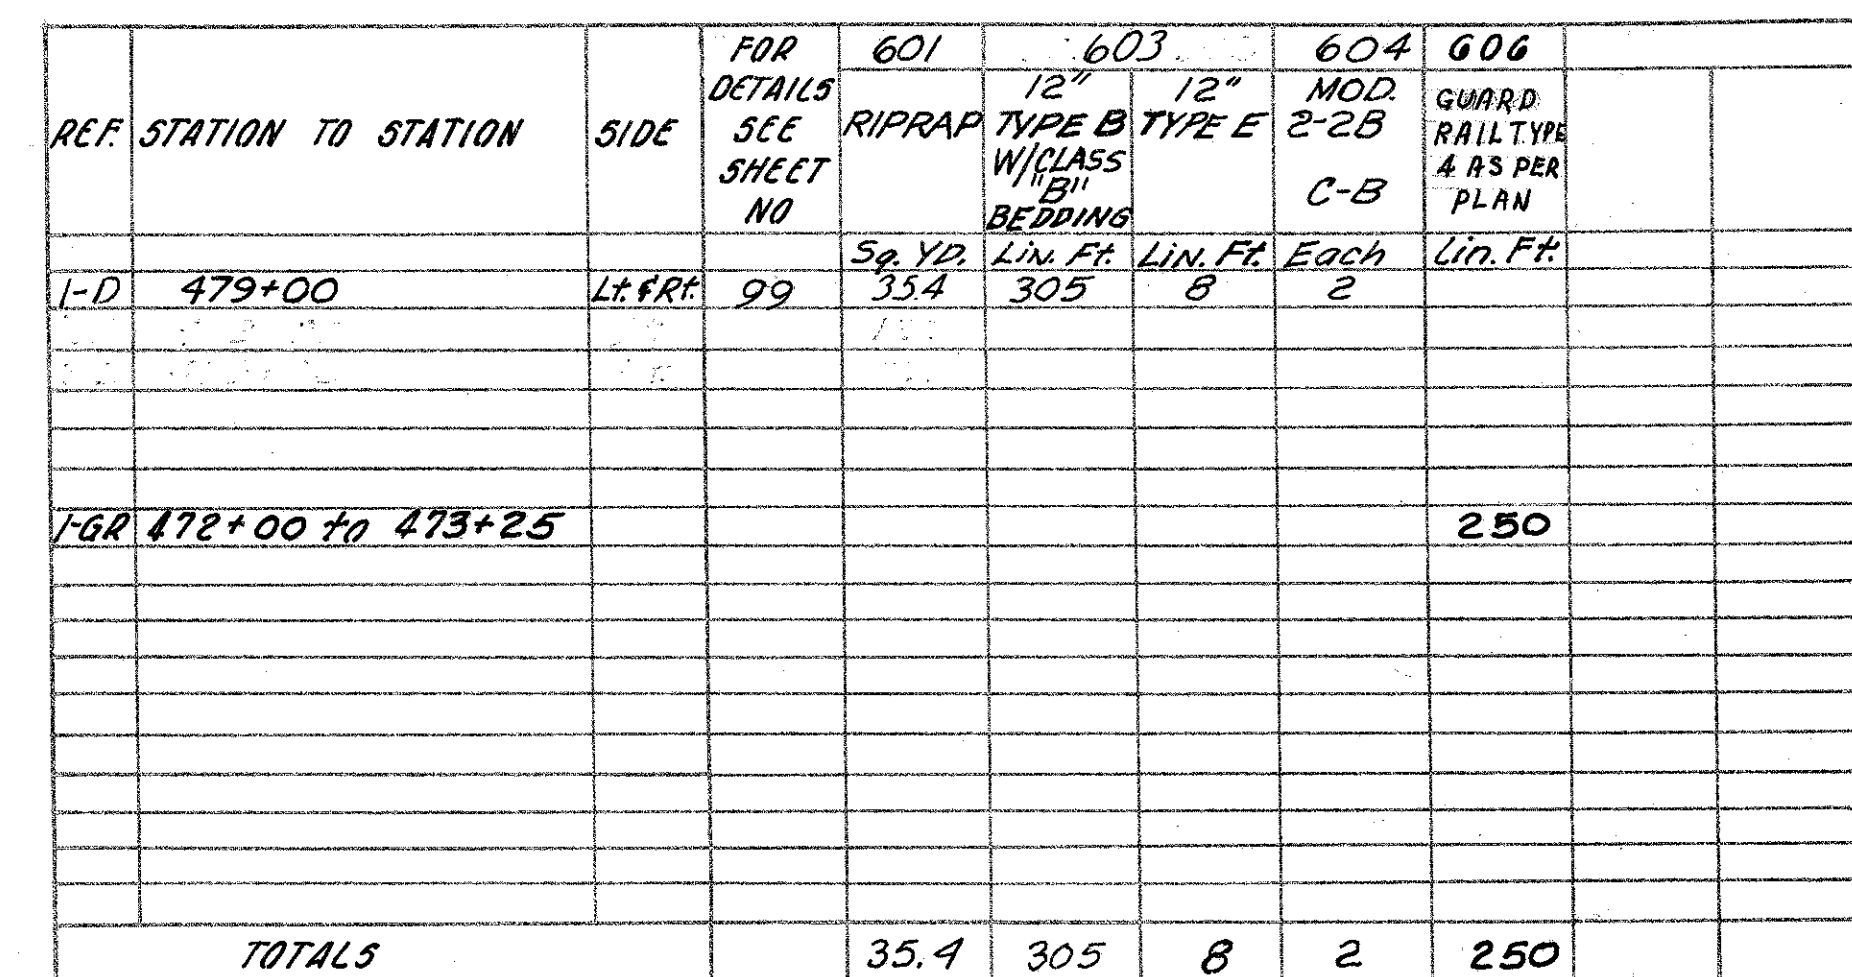 REF. STATION TO STATION SIDE FOR DETAILS SEE SHEET NO
601 603 604 606
RIPRAP
12" TYPE B W/CLASS "B" BEDDING
12" TYPE E
MOD. 2-2B C-B
GUARD RAIL TYPE 4 AS PER PLAN
Sq. YD. Lin. Ft. Lin. Ft. Each Lin. Ft.
1-D 479+00 Lt. & Rt. 99 35.4 305 8 2
1-GR 472+00 to 473+25 250
TOTALS 35.4 305 8 2 250